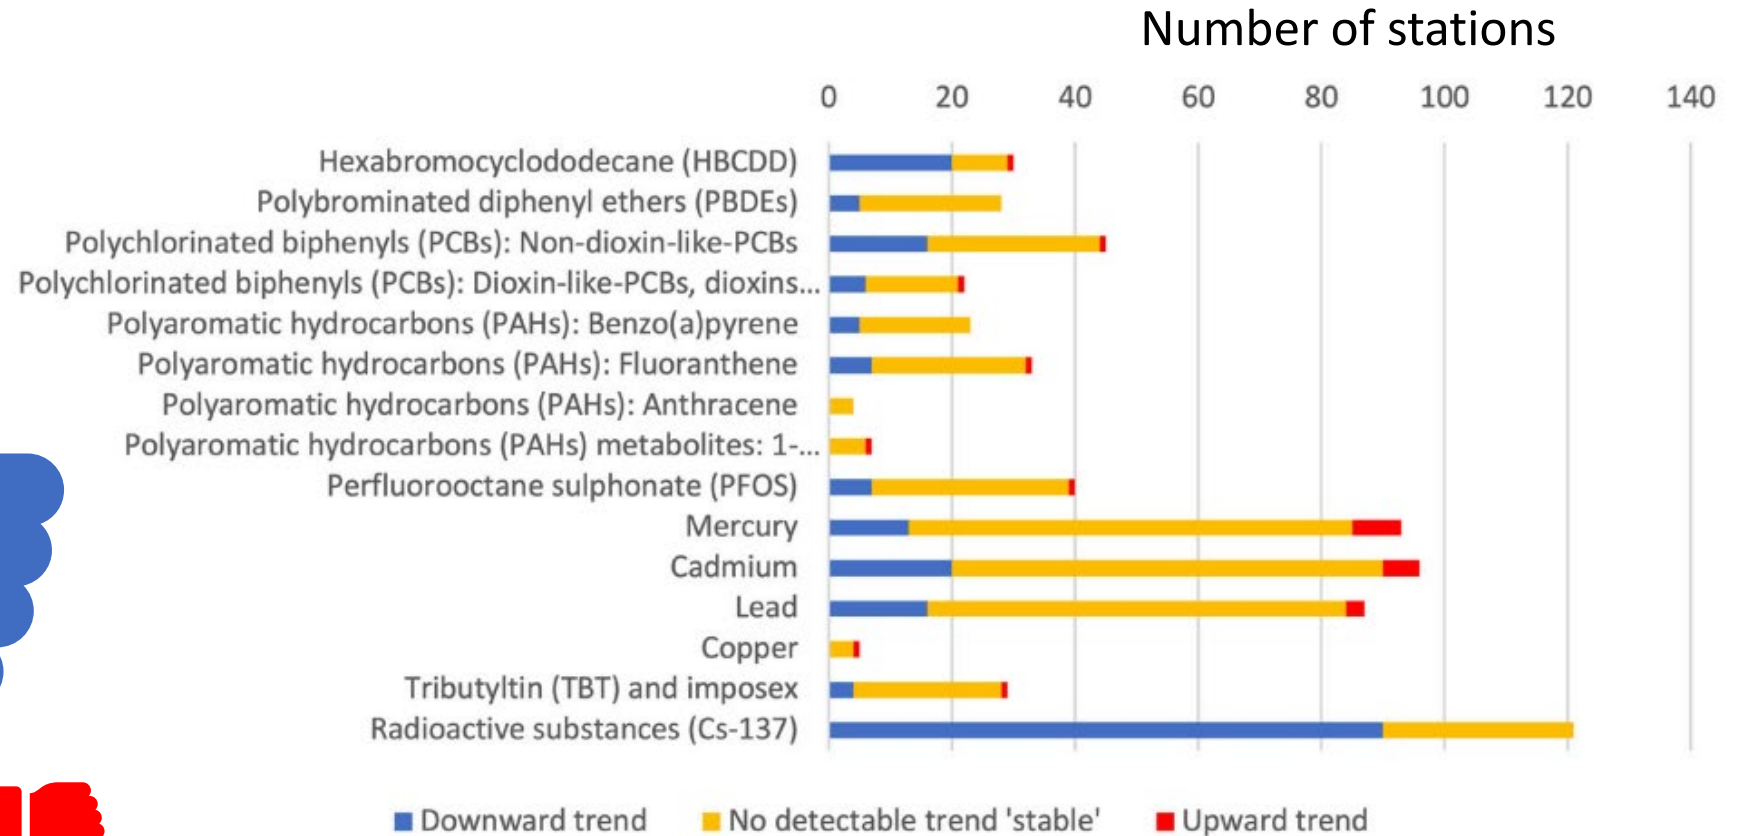 Number of stations
0 20 40 60 80 100 120 140
Hexabromocyclododecane (HBCDD)
Polybrominated diphenyl ethers (PBDEs)
Polychlorinated biphenyls (PCBs): Non-dioxin-like-PCBs
Polychlorinated biphenyls (PCBs): Dioxin-like-PCBs, dioxins...
Polyaromatic hydrocarbons (PAHs): Benzo(a)pyrene
Polyaromatic hydrocarbons (PAHs): Fluoranthene
Polyaromatic hydrocarbons (PAHs): Anthracene
Polyaromatic hydrocarbons (PAHs) metabolites: 1-...
Perfluorooctane sulphonate (PFOS)
Mercury
Cadmium
Lead
Copper
Tributyltin (TBT) and imposex
Radioactive substances (Cs-137)
Downward trend No detectable trend 'stable' Upward trend